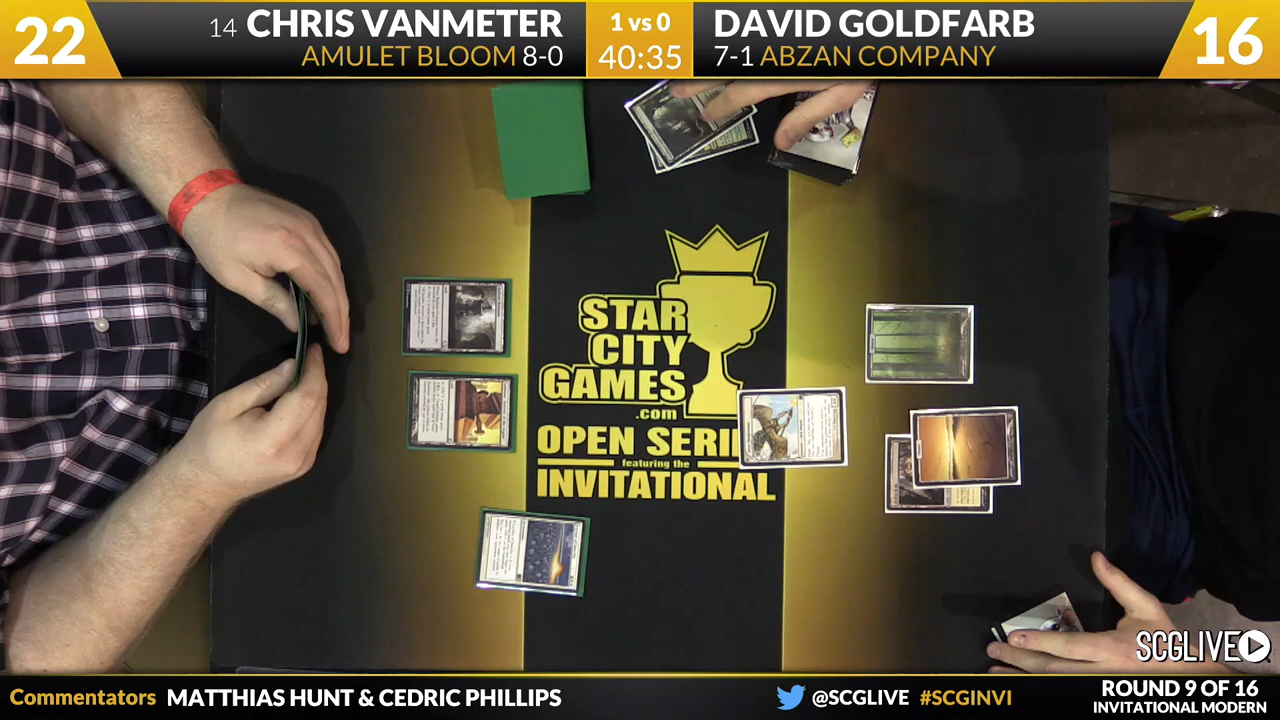 22
14 CHRIS VANMETER
AMULET BLOOM 8-0
1 vs 0
40:35
DAVID GOLDFARB
7-1 ABZAN COMPANY
16
STAR
CITY
GAMES
.com
OPEN SERI
featuring the
INVITATIONAL
SCGLIVE
Commentators MATTHIAS HUNT & CEDRIC PHILLIPS
@SCGLIVE #SCGINVI
ROUND 9 OF 16
INVITATIONAL MODERN